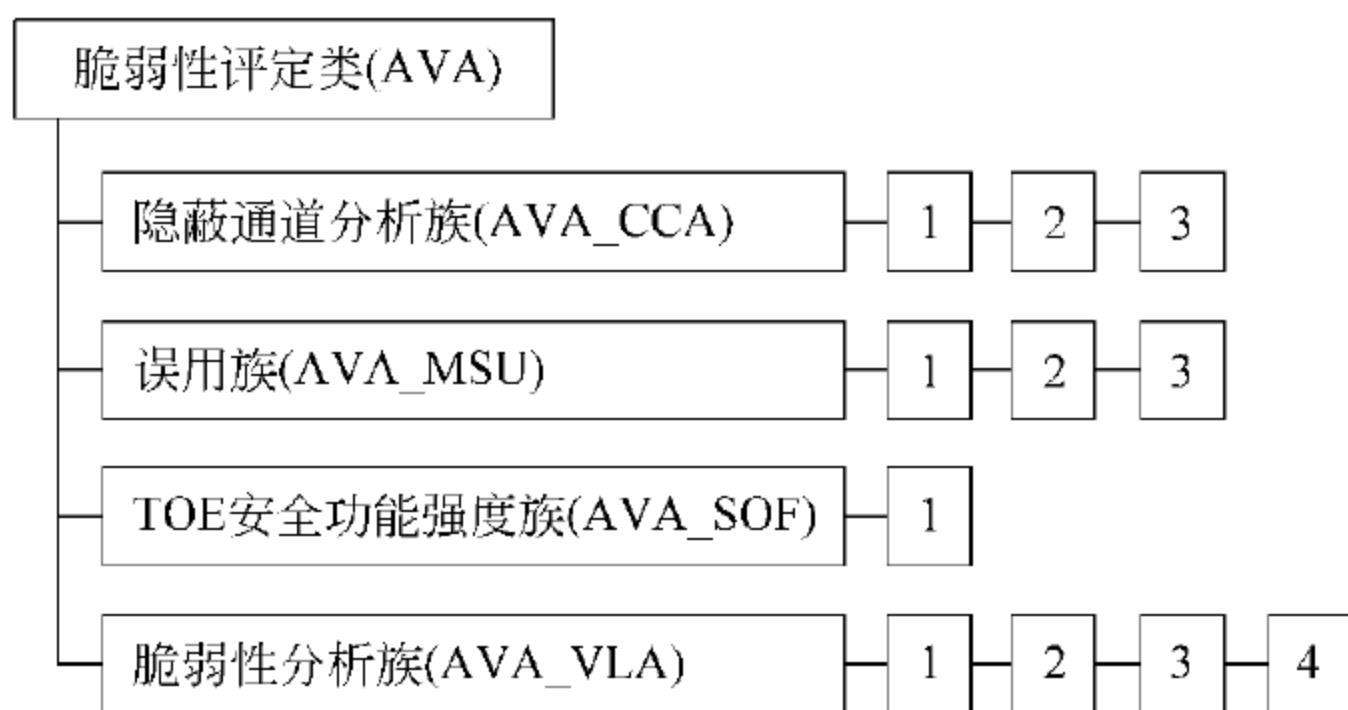 脆弱性评定类(AVA)
隐蔽通道分析族(AVA_CCA) 1 2 3
误用族(AVA_MSU) 1 2 3
TOE安全功能强度族(AVA_SOF) 1
脆弱性分析族(AVA_VLA) 1 2 3 4